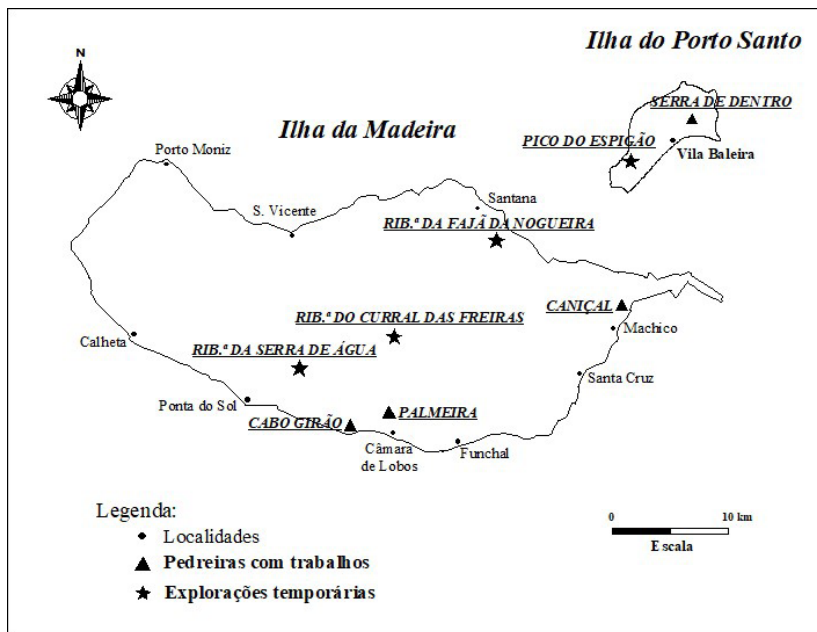 Ilha do Porto Santo
N
SERRA DE DENTRO
Ilha da Madeira
PICO DO ESPIGÃO
Vila Baleira
Porto Moniz
Santana
S. Vicente
RIB.ª DA FAJÃ DA NOGUEIRA
CANIÇAL
RIB.ª DO CURRAL DAS FREIRAS
Machico
Calheta
RIB.ª DA SERRA DE ÁGUA
Santa Cruz
Ponta do Sol
PALMEIRA
CABO GIRÃO
Câmara
de Lobos
Funchal
Legenda:
Localidades
Pedreiras com trabalhos
Explorações temporárias
0 10 km
Escala